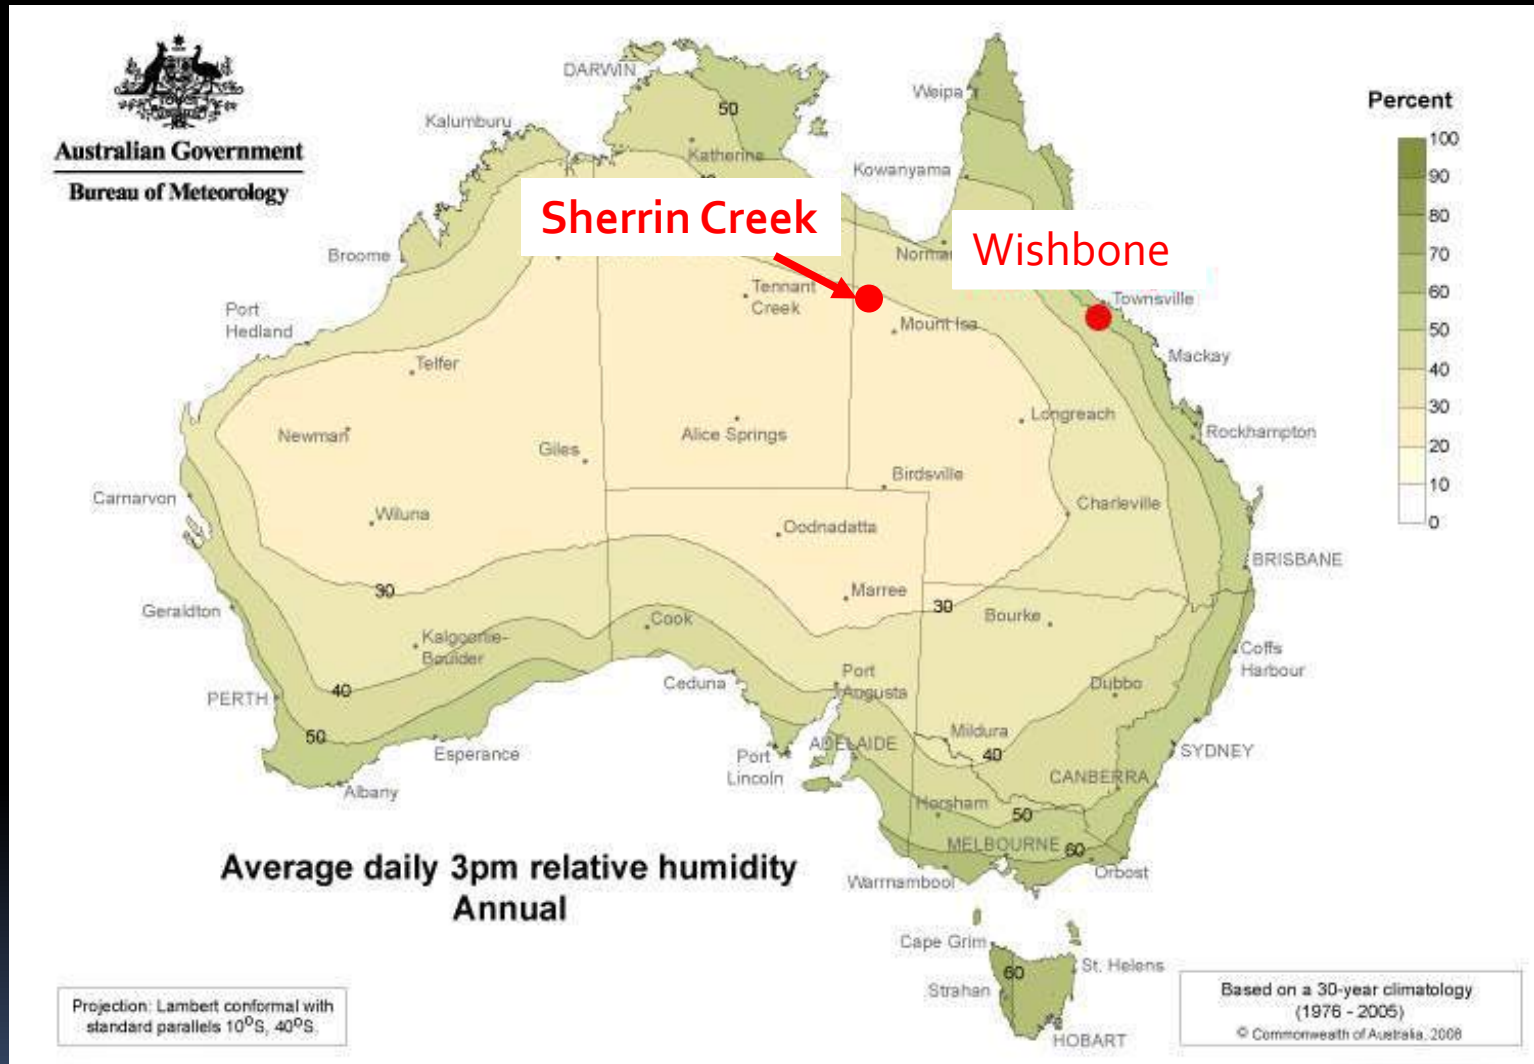 Australian Government
Bureau of Meteorology
DARWIN
Weipa
Percent
50
Kalumburu
Katherine
Kowanyama
100
90
80
70
60
50
40
30
20
10
0
Sherrin Creek
Wishbone
Broome
Tennant
Creek
Townsville
Port
Hedland
Mount Isa
Mackay
Telfer
Newman
Giles
Alice Springs
Longreach
Rockhampton
Birdsville
Carnarvon
Wiluna
Oodnadatta
Charleville
BRISBANE
30
Marree
30
Geraldton
Cook
Bourke
Kalgoorlie-
Boulder
Coffs
Harbour
Port
Augusta
Ceduna
Dubbo
PERTH
40
50
Mildura
ADELAIDE
40
SYDNEY
Esperance
Port
Lincoln
CANBERRA
Albany
Horsham
50
MELBOURNE
60
Orbost
Warrnambool
Average daily 3pm relative humidity
Annual
Cape Grim
60
St. Helens
Strahan
HOBART
Projection: Lambert conformal with
standard parallels 10⁰S, 40⁰S.
Based on a 30-year climatology
(1976 - 2005)
© Commonwealth of Australia, 2008